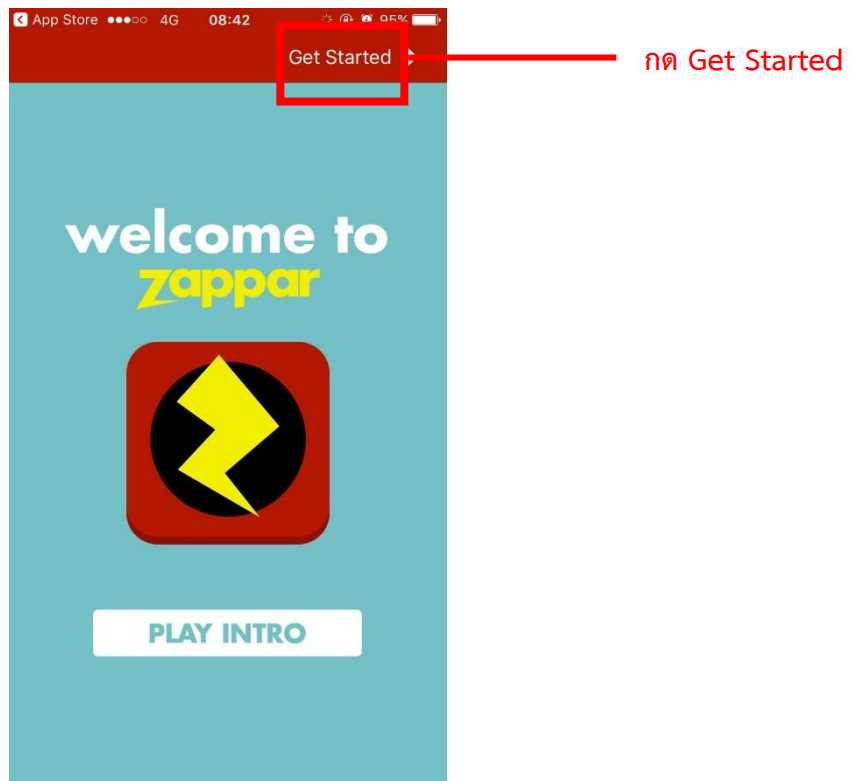 App Store 4G 08:42 95%
Get Started
กด Get Started
welcome to
zappar
PLAY INTRO